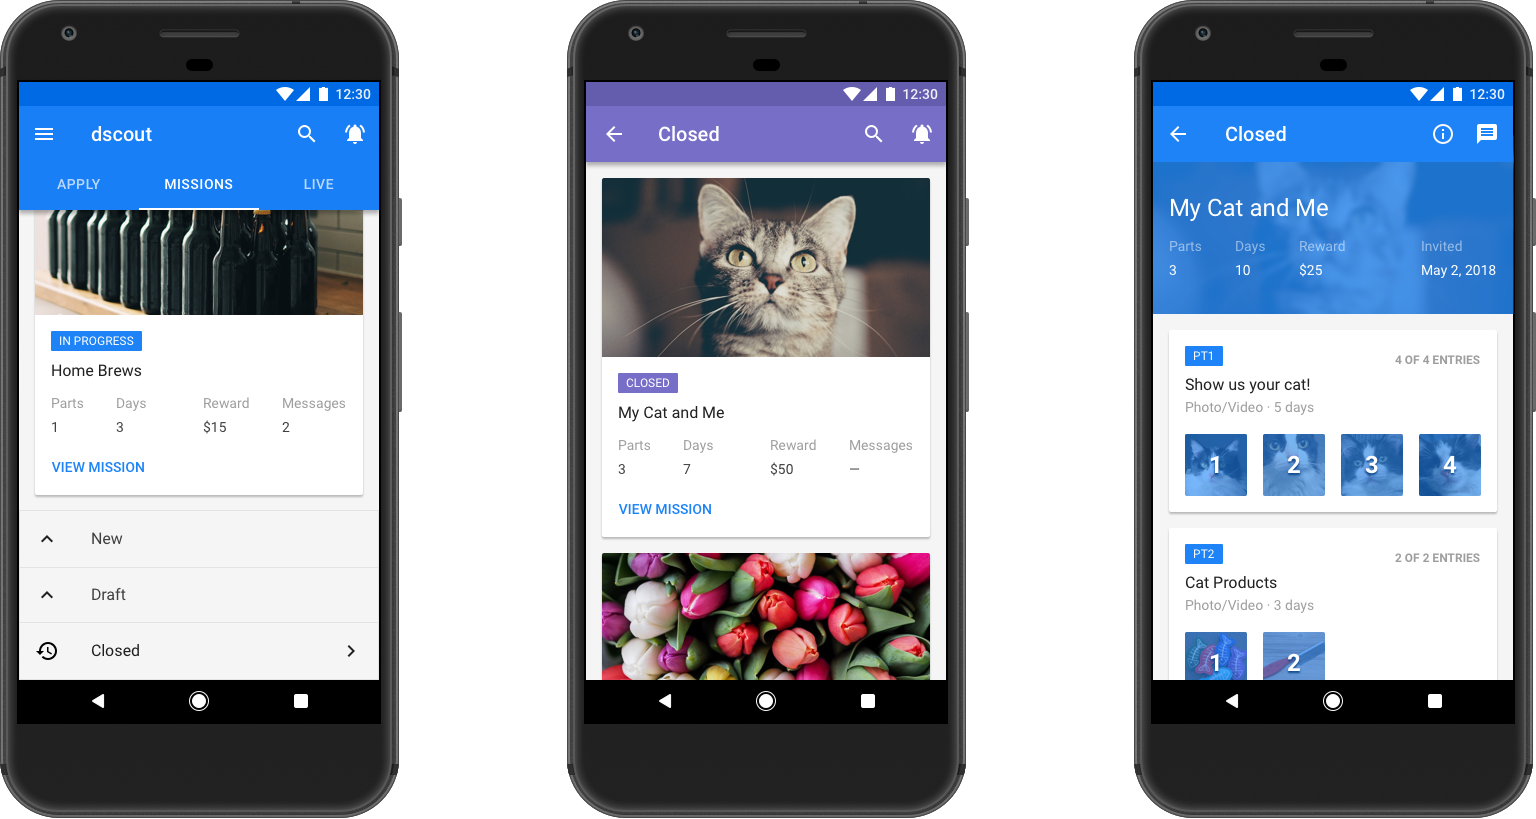 12:30
dscout
APPLY MISSIONS LIVE
IN PROGRESS
Home Brews
Parts Days Reward Messages
1 3 $15 2
VIEW MISSION
New
Draft
Closed
12:30
Closed
CLOSED
My Cat and Me
Parts Days Reward Messages
3 7 $50 —
VIEW MISSION
12:30
Closed
My Cat and Me
Parts Days Reward Invited
3 10 $25 May 2, 2018
PT1
4 OF 4 ENTRIES
Show us your cat!
Photo/Video · 5 days
1 2 3 4
PT2
2 OF 2 ENTRIES
Cat Products
Photo/Video · 3 days
1 2